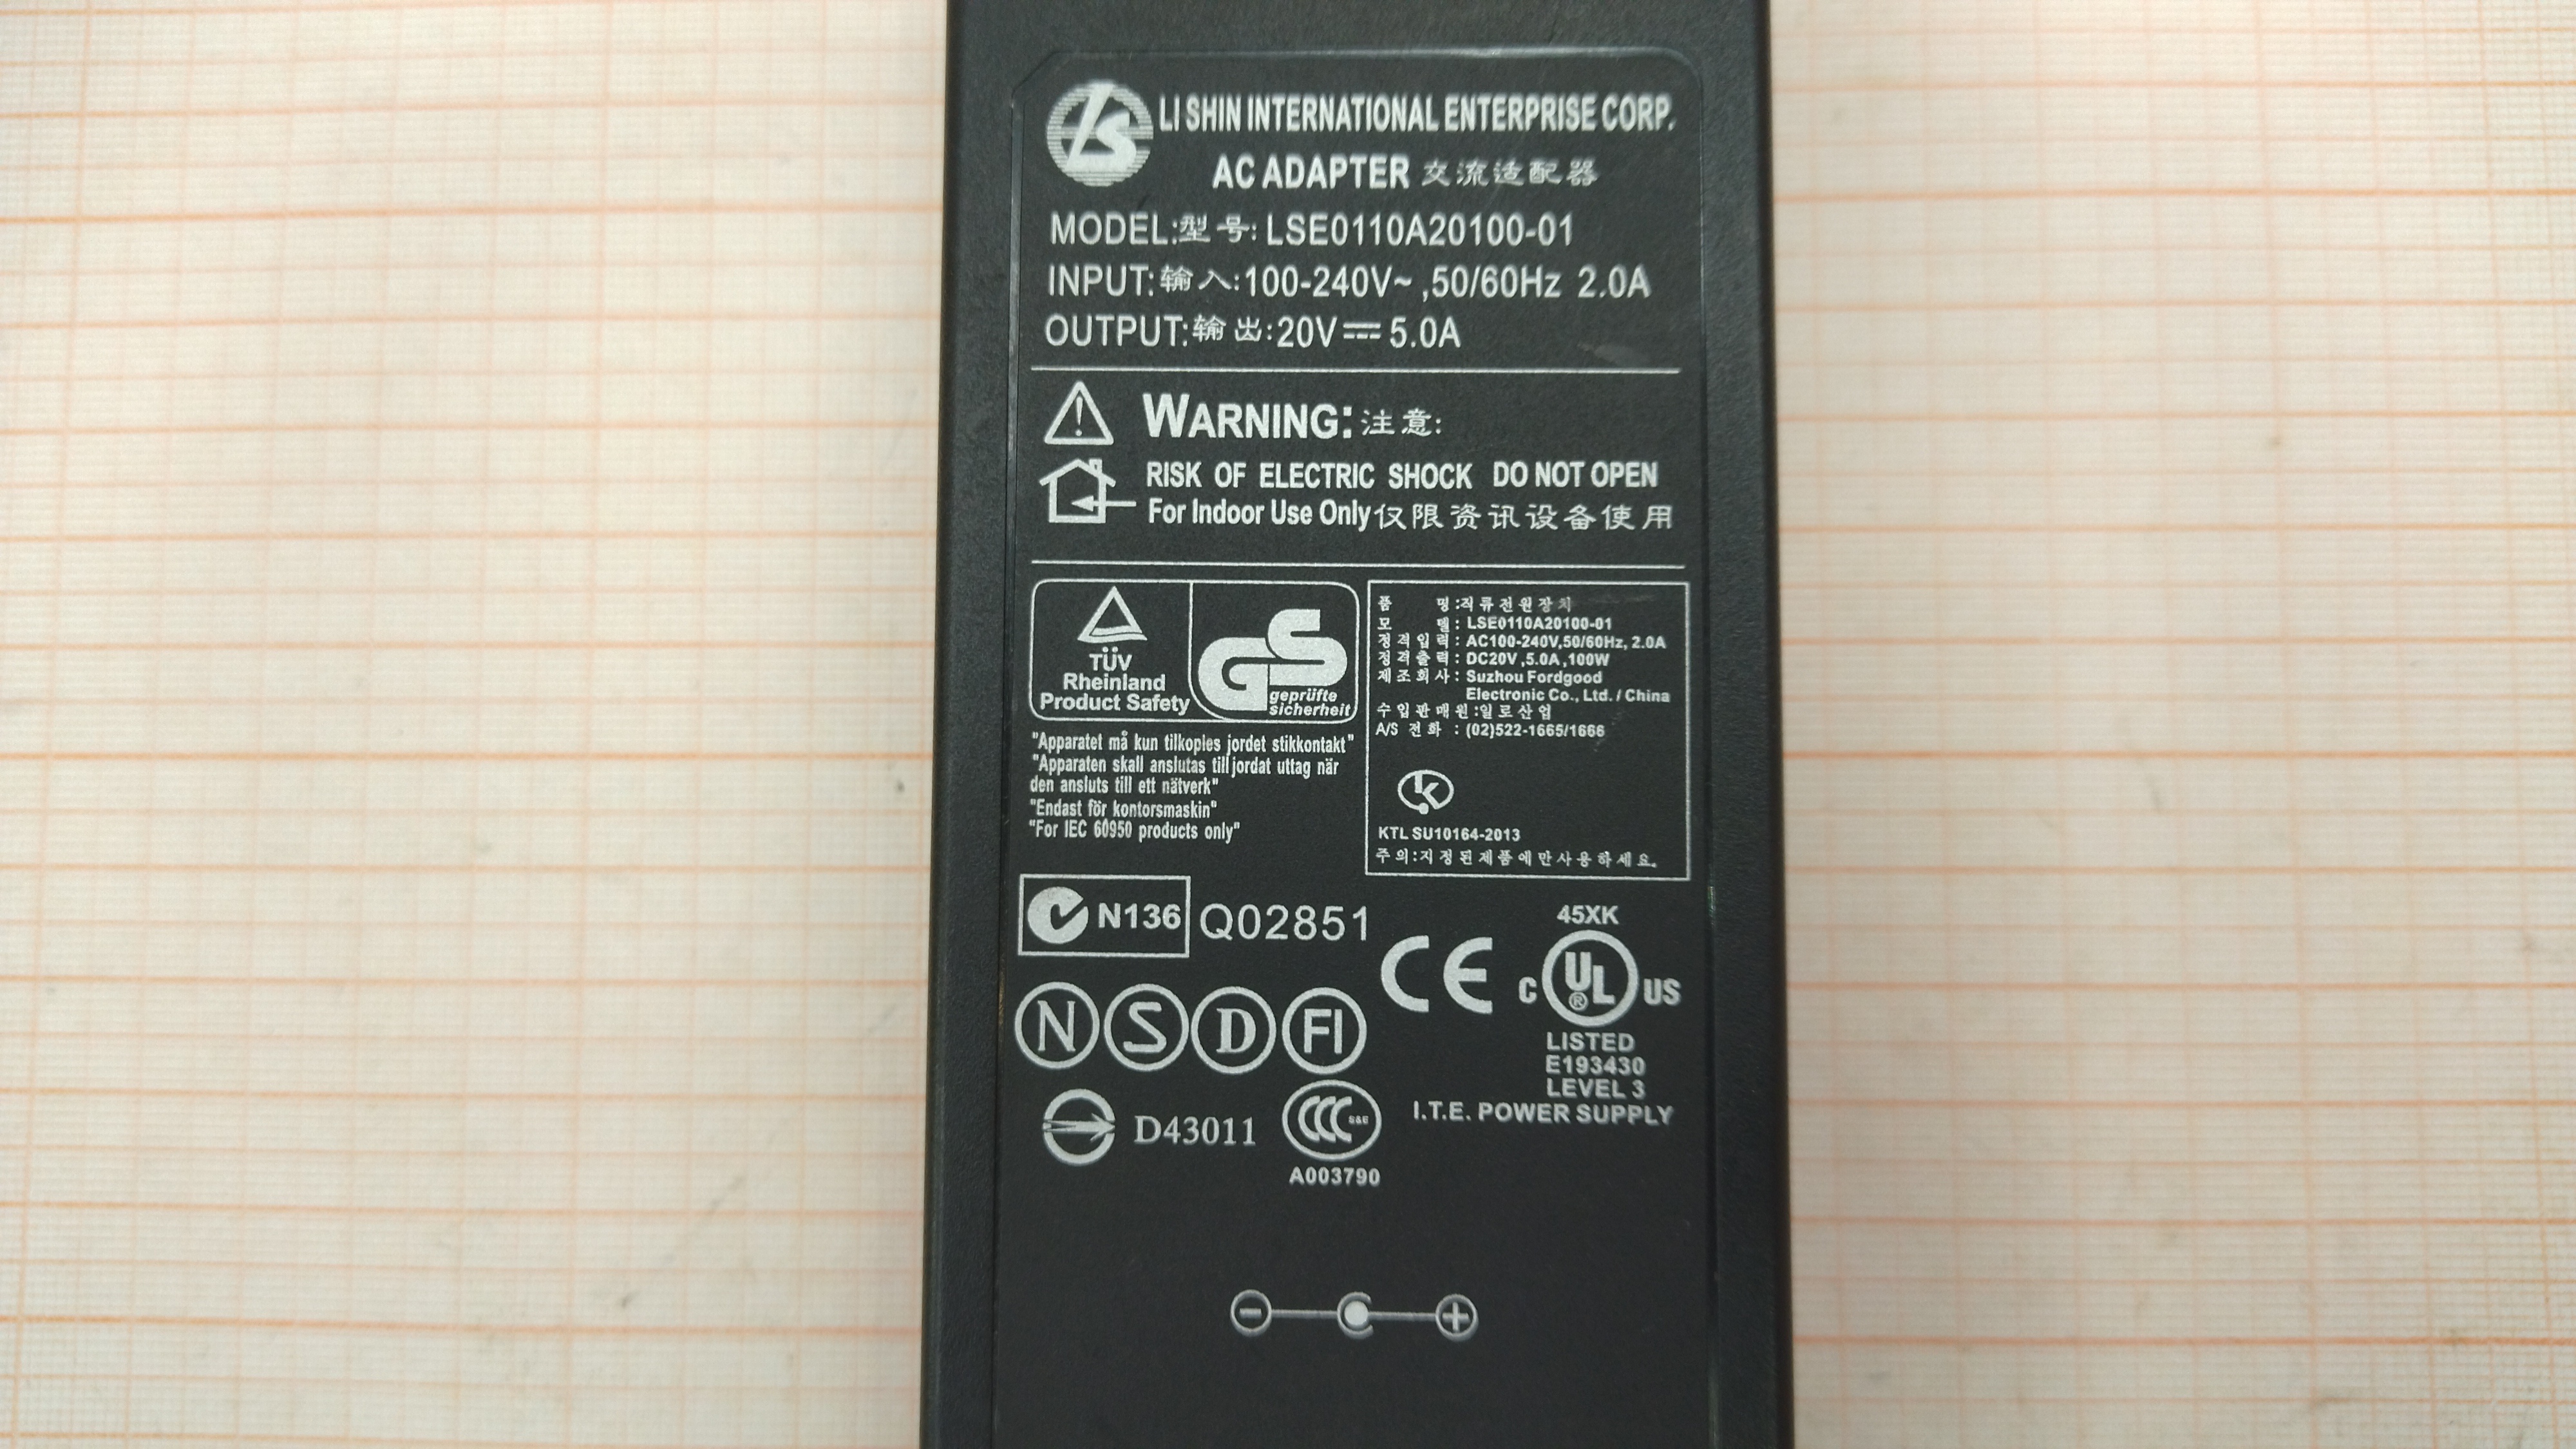 LS LI SHIN INTERNATIONAL ENTERPRISE CORP.
AC ADAPTER 交流适配器
MODEL:型号: LSE0110A20100-01
INPUT:输入:100-240V~ ,50/60Hz 2.0A
OUTPUT:输出:20V⎓5.0A
WARNING:注意:
RISK OF ELECTRIC SHOCK DO NOT OPEN
For Indoor Use Only仅限资讯设备使用
TÜV
Rheinland
Product Safety
GS
geprüfte
sicherheit
품 명:직류전원장치
모 델: LSE0110A20100-01
정격입력: AC100-240V,50/60Hz, 2.0A
정격출력: DC20V ,5.0A ,100W
제조회사: Suzhou Fordgood
Electronic Co., Ltd. / China
수입판매원:일로산업
A/S 전화 : (02)522-1665/1666
KTL SU10164-2013
주의:지정된제품에만사용하세요.
"Apparatet må kun tilkoples jordet stikkontakt"
"Apparaten skall anslutas till jordat uttag när
den ansluts till ett nätverk"
"Endast för kontorsmaskin"
"For IEC 60950 products only"
N136 Q02851
N S D FI
CE
45XK
C UL® US
LISTED
E193430
LEVEL 3
I.T.E. POWER SUPPLY
D43011
CCC S&E
A003790